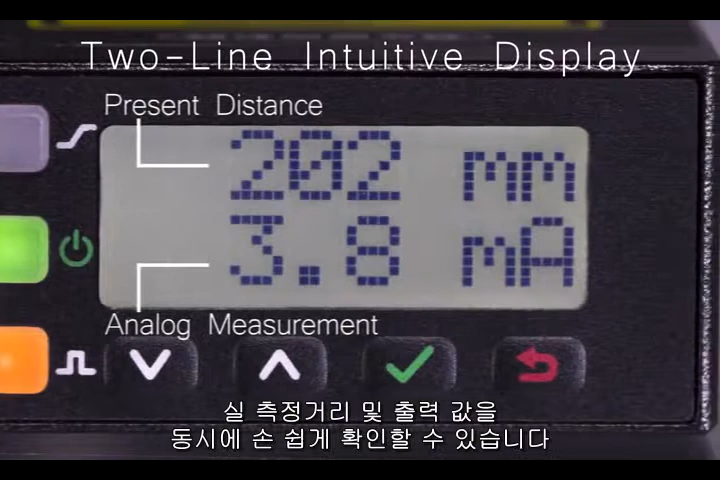 Two-Line Intuitive Display
Present Distance
202 mm
3.8 mA
Analog Measurement
실 측정거리 및 출력 값을
동시에 손 쉽게 확인할 수 있습니다